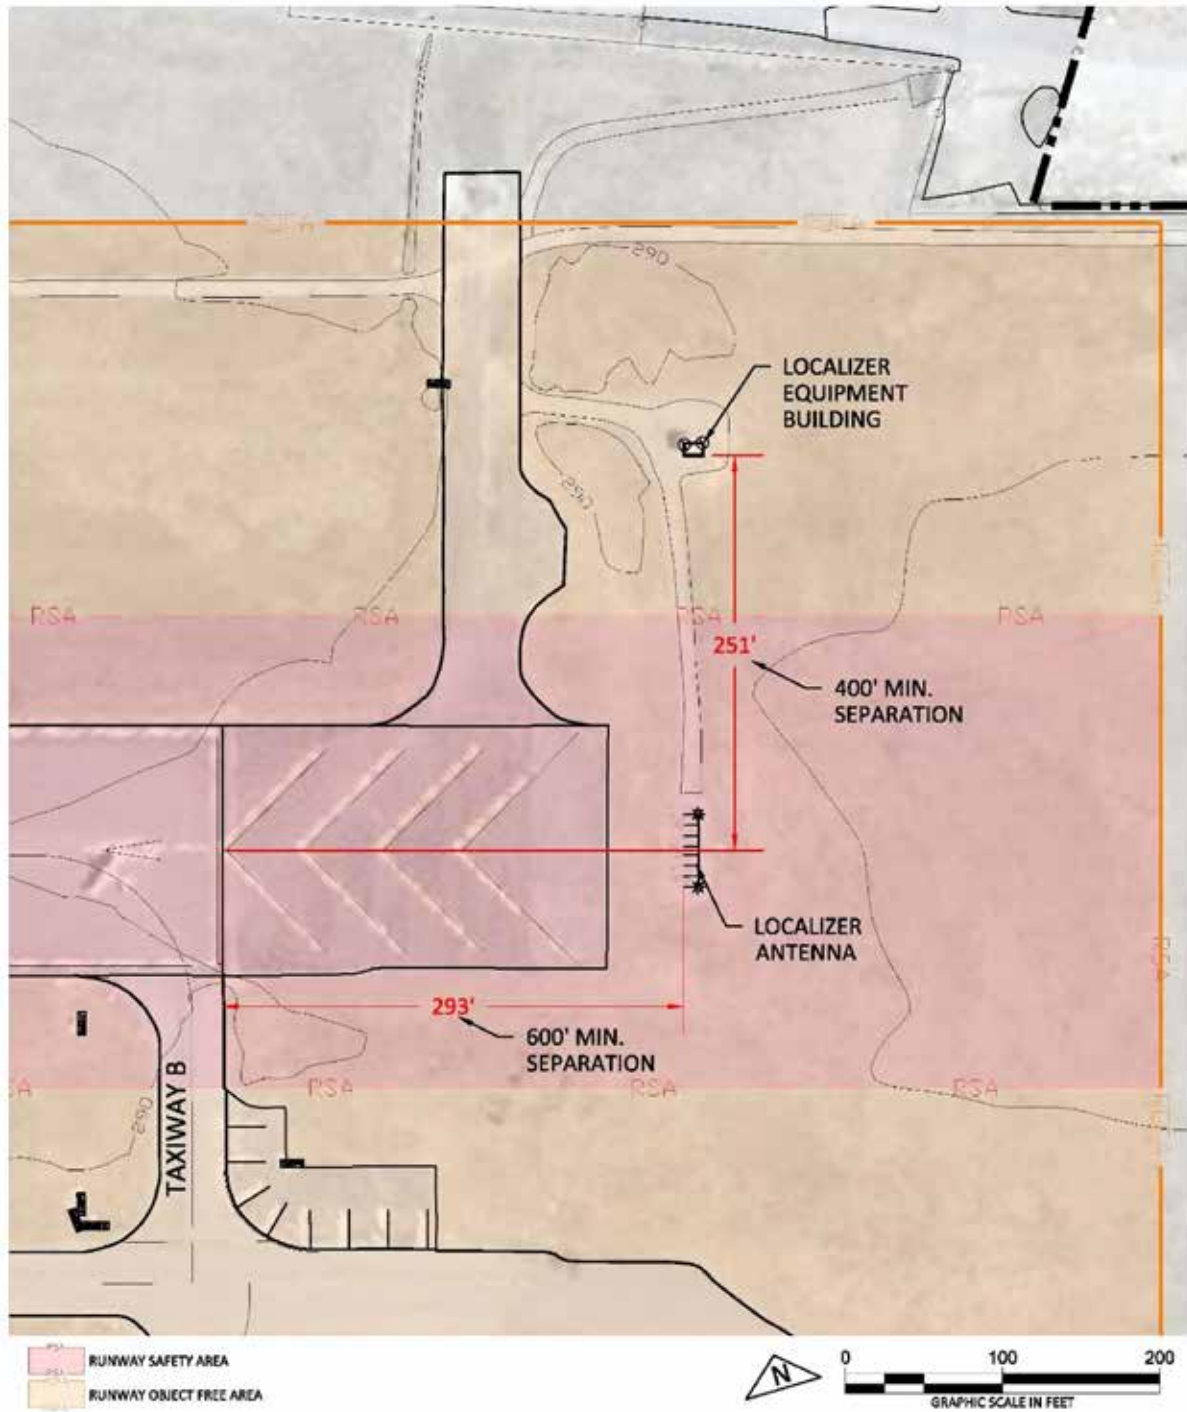 290
LOCALIZER
EQUIPMENT
BUILDING
290
RSA
RSA
RSA
RSA
251'
400' MIN.
SEPARATION
LOCALIZER
ANTENNA
293'
600' MIN.
SEPARATION
RSA
RSA
RSA
RSA
290
TAXIWAY B
RUNWAY SAFETY AREA
RUNWAY OBJECT FREE AREA
N
0 100 200
GRAPHIC SCALE IN FEET